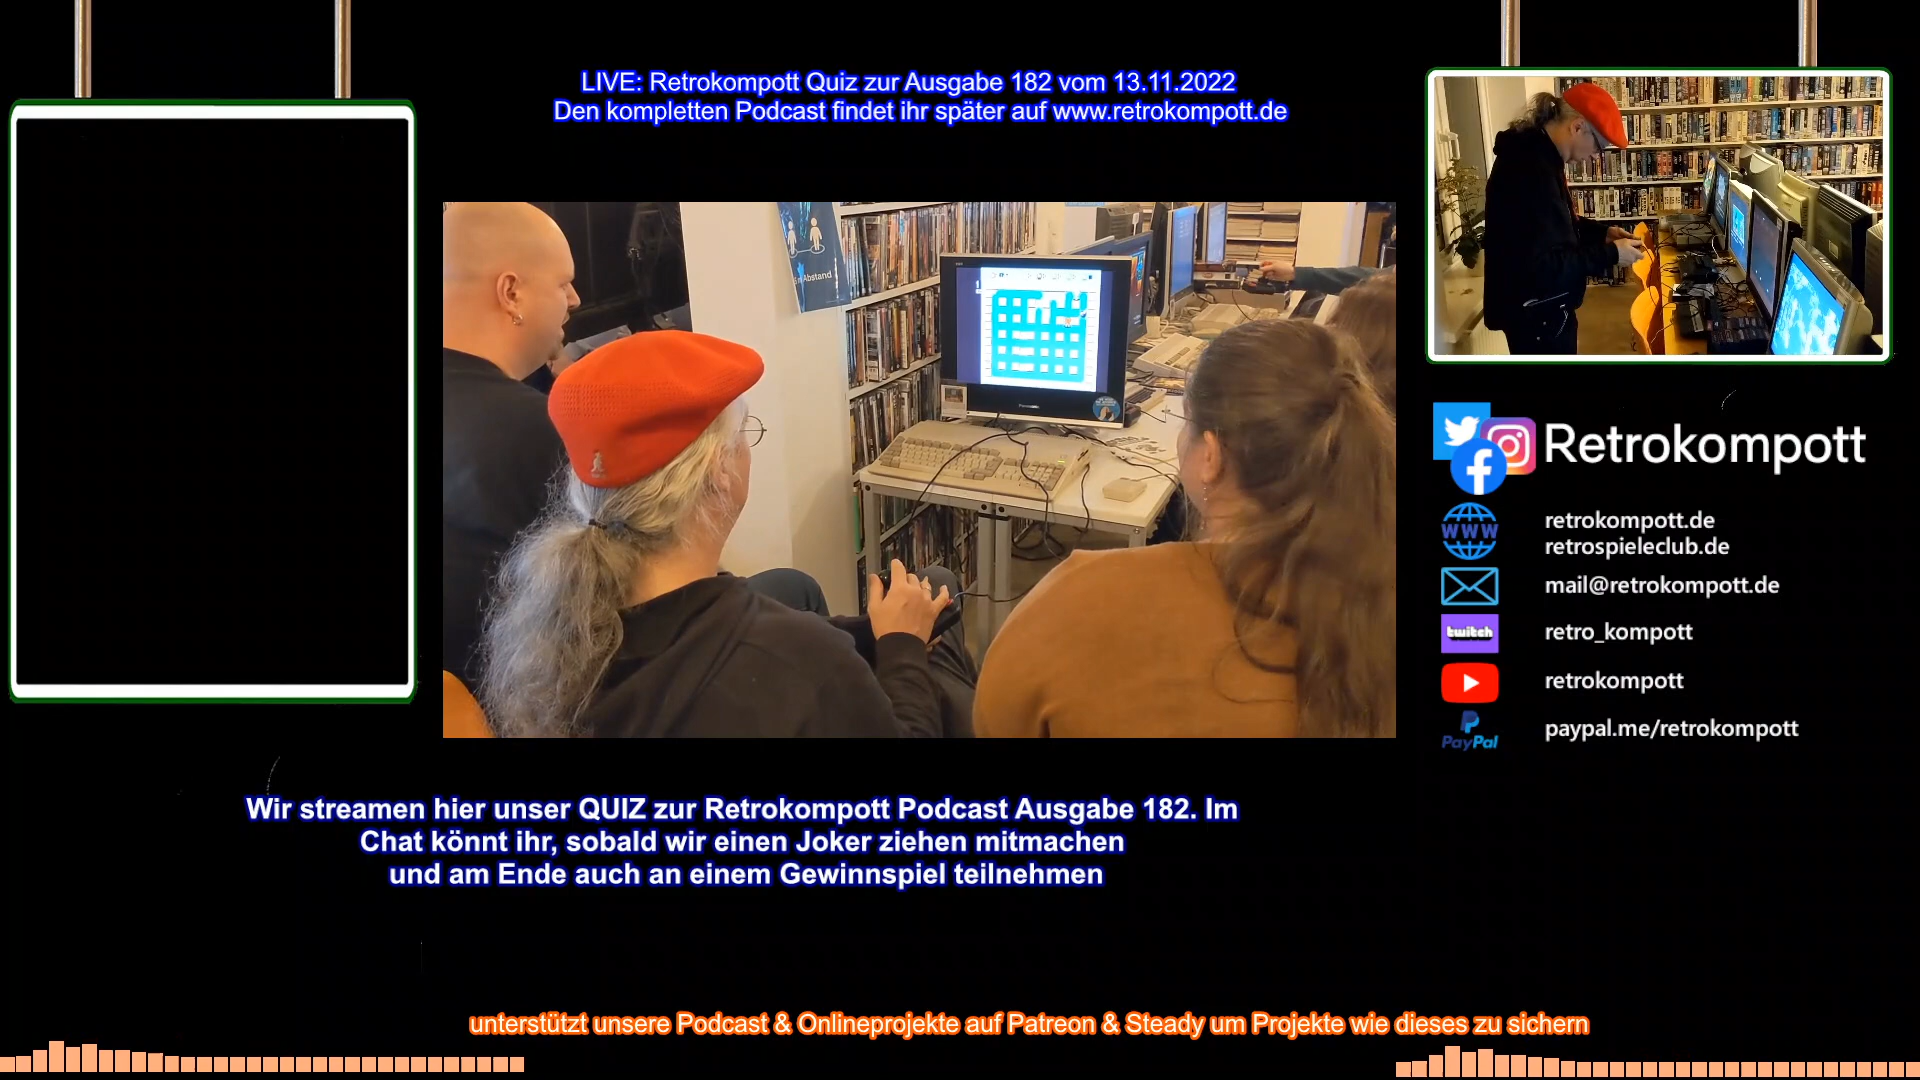 LIVE: Retrokompott Quiz zur Ausgabe 182 vom 13.11.2022
Den kompletten Podcast findet ihr später auf www.retrokompott.de
Abstand
Retrokompott
WWW
retrokompott.de
retrospieleclub.de
mail@retrokompott.de
twitch
retro_kompott
retrokompott
PayPal
paypal.me/retrokompott
Wir streamen hier unser QUIZ zur Retrokompott Podcast Ausgabe 182. Im
Chat könnt ihr, sobald wir einen Joker ziehen mitmachen
und am Ende auch an einem Gewinnspiel teilnehmen
unterstützt unsere Podcast & Onlineprojekte auf Patreon & Steady um Projekte wie dieses zu sichern